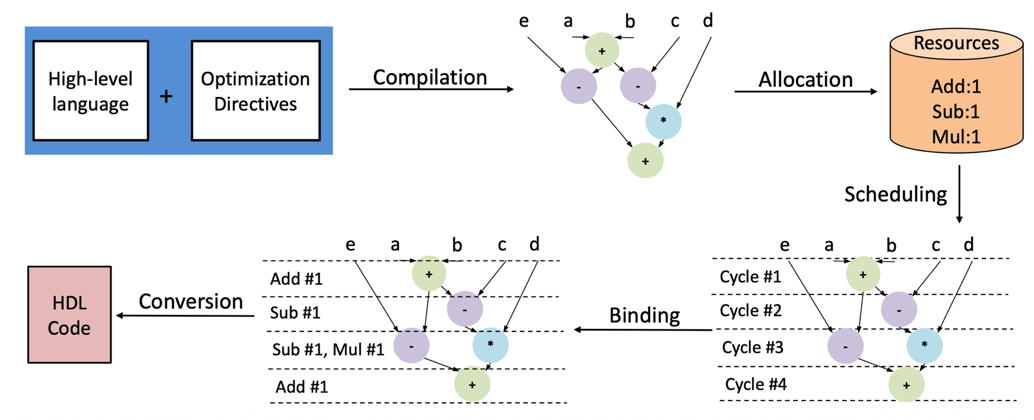 High-level
language
+
Optimization
Directives
Compilation
e a b c d
+
- -
*
+
Allocation
Resources
Add:1
Sub:1
Mul:1
Scheduling
e a b c d
Cycle #1
+
Cycle #2
-
Cycle #3
- *
Cycle #4
+
Binding
e a b c d
Add #1
+
Sub #1
-
Sub #1, Mul #1
- *
Add #1
+
Conversion
HDL
Code